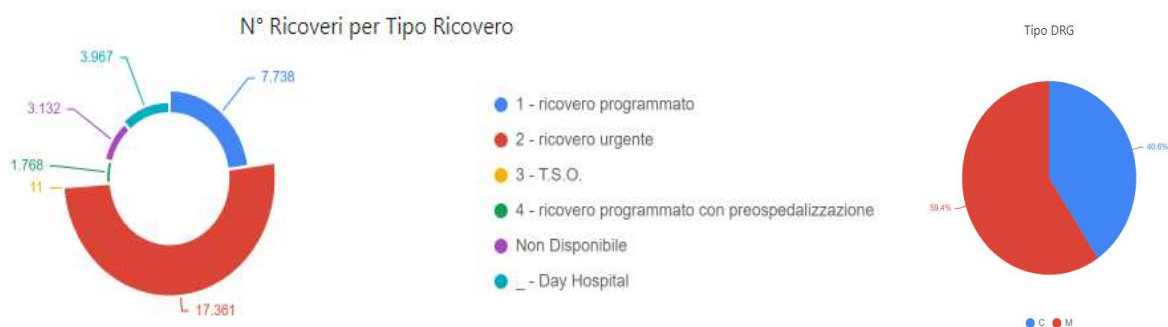 N° Ricoveri per Tipo Ricovero
3.967
7.738
3.132
1.768
11
17.361
1 - ricovero programmato
2 - ricovero urgente
3 - T.S.O.
4 - ricovero programmato con preospedalizzazione
Non Disponibile
_ - Day Hospital
Tipo DRG
40.6%
59.4%
C M